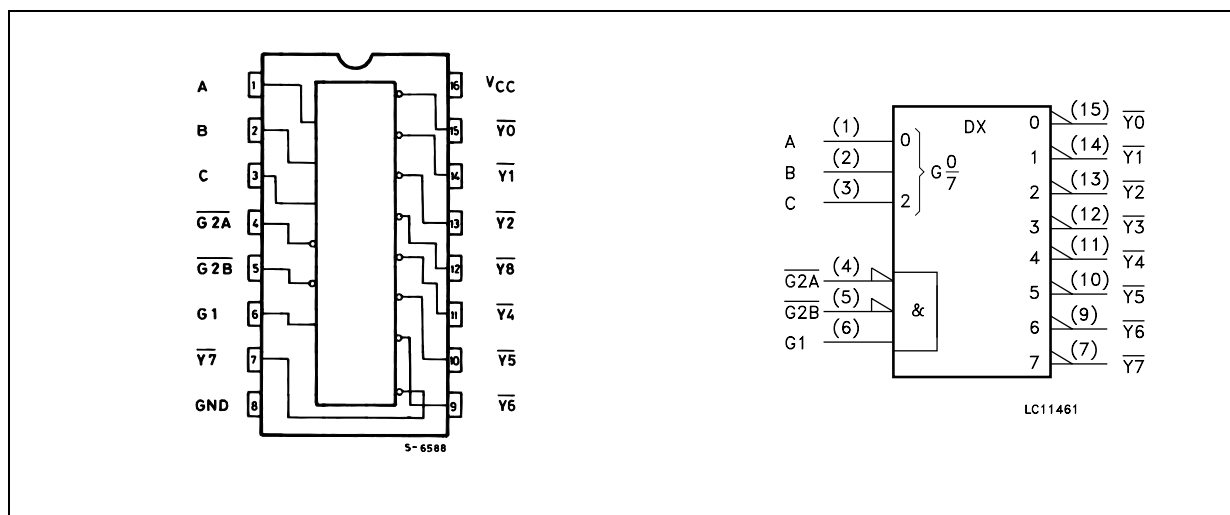 A 1 16 VCC
B 2 15 Y0
C 3 14 Y1
G2A 4 13 Y2
G2B 5 12 Y8
G1 6 11 Y4
Y7 7 10 Y5
GND 8 9 Y6
S-6588
DX
A (1) 0
B (2) G 0/7
C (3) 2
G2A (4)
G2B (5) &
G1 (6)
0 (15) Y0
1 (14) Y1
2 (13) Y2
3 (12) Y3
4 (11) Y4
5 (10) Y5
6 (9) Y6
7 (7) Y7
LC11461